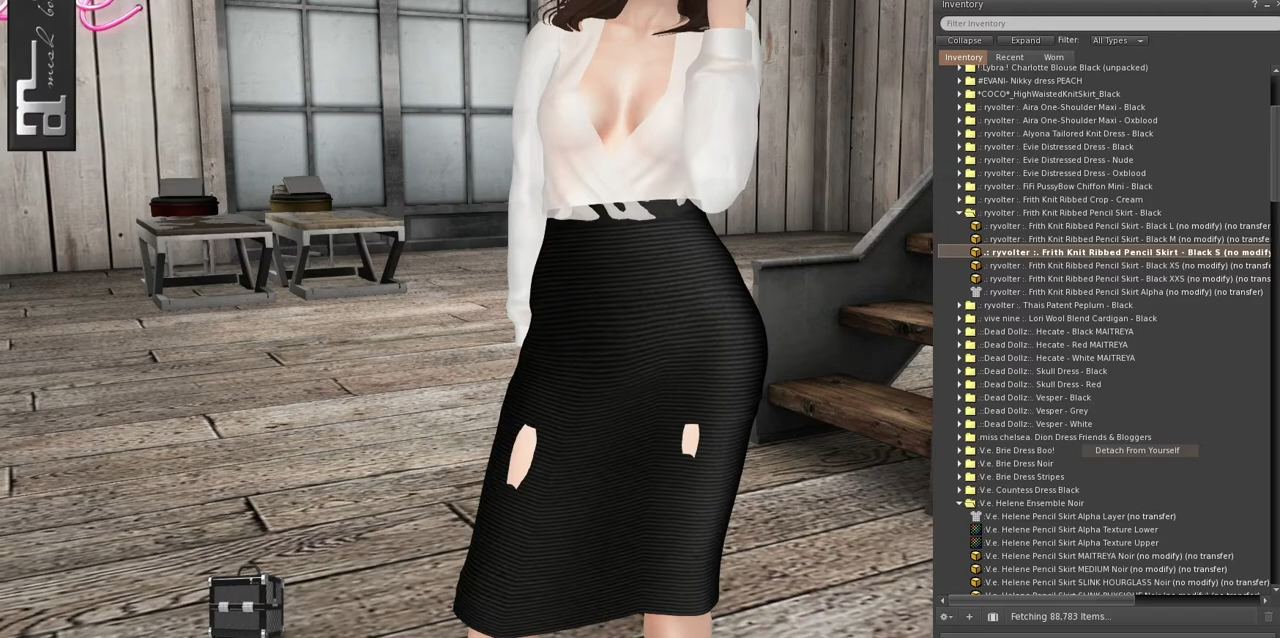 mesh bo
Inventory
?
Filter Inventory
Collapse Expand Filter: All Types
Inventory Recent Worn
!:Lybra:! Charlotte Blouse Black (unpacked)
#EVANI- Nikky dress PEACH
*COCO*_HighWaistedKnitSkirt_Black
.: ryvolter :. Aira One-Shoulder Maxi - Black
.: ryvolter :. Aira One-Shoulder Maxi - Oxblood
.: ryvolter :. Alyona Tailored Knit Dress - Black
.: ryvolter :. Evie Distressed Dress - Black
.: ryvolter :. Evie Distressed Dress - Nude
.: ryvolter :. Evie Distressed Dress - Oxblood
.: ryvolter :. FiFi PussyBow Chiffon Mini - Black
.: ryvolter :. Frith Knit Ribbed Crop - Cream
.: ryvolter :. Frith Knit Ribbed Pencil Skirt - Black
.: ryvolter :. Frith Knit Ribbed Pencil Skirt - Black L (no modify) (no transfer
.: ryvolter :. Frith Knit Ribbed Pencil Skirt - Black M (no modify) (no transfe
.: ryvolter :. Frith Knit Ribbed Pencil Skirt - Black S (no modify
.: ryvolter :. Frith Knit Ribbed Pencil Skirt - Black XS (no modify) (no transf
.: ryvolter :. Frith Knit Ribbed Pencil Skirt - Black XXS (no modify) (no trans
.: ryvolter :. Frith Knit Ribbed Pencil Skirt Alpha (no modify) (no transfer)
.: ryvolter :. Thais Patent Peplum - Black
.: vive nine :. Lori Wool Blend Cardigan - Black
.::Dead Dollz::. Hecate - Black MAITREYA
.::Dead Dollz::. Hecate - Red MAITREYA
.::Dead Dollz::. Hecate - White MAITREYA
.::Dead Dollz::. Skull Dress - Black
.::Dead Dollz::. Skull Dress - Red
.::Dead Dollz::. Vesper - Black
.::Dead Dollz::. Vesper - Grey
.::Dead Dollz::. Vesper - White
.miss chelsea. Dion Dress Friends & Bloggers
:V.e. Brie Dress Boo!
Detach From Yourself
:V.e. Brie Dress Noir
:V.e. Brie Dress Stripes
:V.e. Countess Dress Black
:V.e. Helene Ensemble Noir
:V.e. Helene Pencil Skirt Alpha Layer (no transfer)
:V.e. Helene Pencil Skirt Alpha Texture Lower
:V.e. Helene Pencil Skirt Alpha Texture Upper
:V.e. Helene Pencil Skirt MAITREYA Noir (no modify) (no transfer)
:V.e. Helene Pencil Skirt MEDIUM Noir (no modify) (no transfer)
:V.e. Helene Pencil Skirt SLINK HOURGLASS Noir (no modify) (no transfer)
Fetching 88,783 Items...